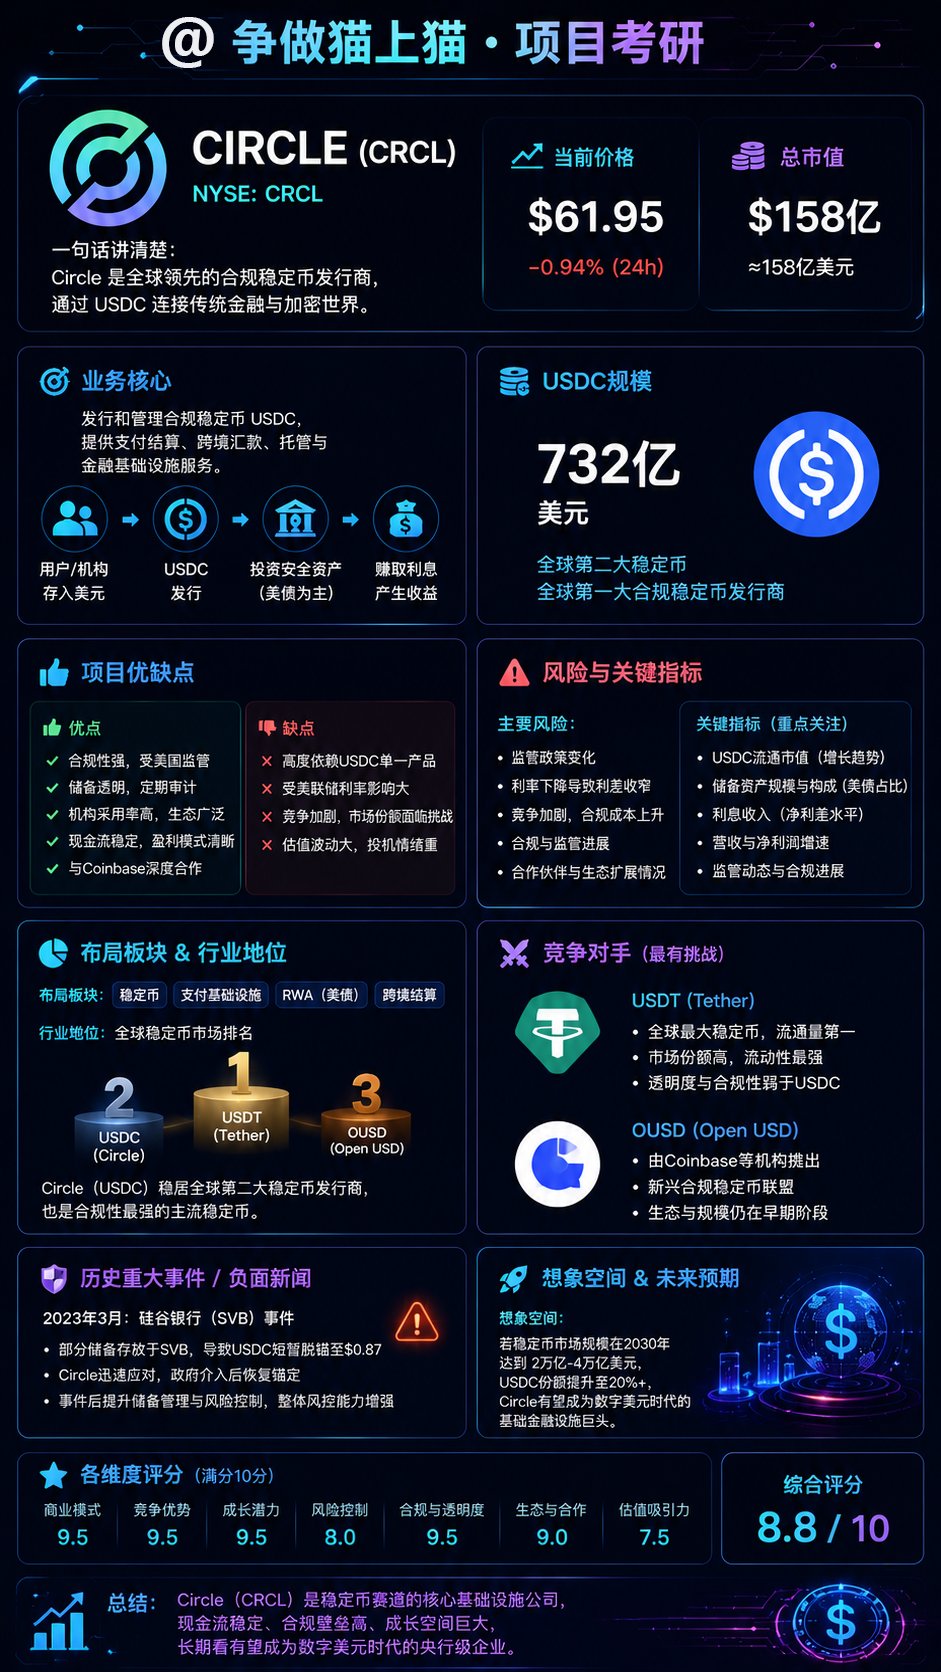 @ 争做猫上猫·项目考研
CIRCLE (CRCL)
NYSE: CRCL
一句话讲清楚：
Circle 是全球领先的合规稳定币发行商，
通过 USDC 连接传统金融与加密世界。
当前价格
$61.95
-0.94% (24h)
总市值
$158亿
≈158亿美元
业务核心
发行和管理合规稳定币 USDC，
提供支付结算、跨境汇款、托管与
金融基础设施服务。
用户/机构
存入美元
USDC
发行
投资安全资产
（美债为主）
赚取利息
产生收益
USDC规模
732亿
美元
全球第二大稳定币
全球第一大合规稳定币发行商
项目优缺点
优点
合规性强，受美国监管
储备透明，定期审计
机构采用率高，生态广泛
现金流稳定，盈利模式清晰
与Coinbase深度合作
缺点
高度依赖USDC单一产品
受美联储利率影响大
竞争加剧，市场份额面临挑战
估值波动大，投机情绪重
风险与关键指标
主要风险：
• 监管政策变化
• 利率下降导致利差收窄
• 竞争加剧，合规成本上升
• 合规与监管进展
• 合作伙伴与生态扩展情况
关键指标（重点关注）
• USDC流通市值（增长趋势）
• 储备资产规模与构成 (美债占比)
• 利息收入（净利差水平）
• 营收与净利润增速
• 监管动态与合规进展
布局板块 & 行业地位
布局板块：
稳定币
支付基础设施
RWA（美债）
跨境结算
行业地位：全球稳定币市场排名
2
USDC
(Circle)
1
USDT
(Tether)
3
OUSD
(Open USD)
Circle（USDC）稳居全球第二大稳定币发行商，
也是合规性最强的主流稳定币。
竞争对手（最有挑战）
USDT (Tether)
• 全球最大稳定币，流通量第一
• 市场份额高，流动性最强
• 透明度与合规性弱于USDC
OUSD (Open USD)
• 由Coinbase等机构推出
• 新兴合规稳定币联盟
• 生态与规模仍在早期阶段
历史重大事件 / 负面新闻
2023年3月：硅谷银行（SVB）事件
• 部分储备存放于SVB，导致USDC短暂脱锚至$0.87
• Circle迅速应对，政府介入后恢复锚定
• 事件后提升储备管理与风险控制，整体风控能力增强
想象空间 & 未来预期
想象空间：
若稳定币市场规模在2030年
达到 2万亿-4万亿美元，
USDC份额提升至20%+，
Circle有望成为数字美元时代的
基础金融设施巨头。
各维度评分（满分10分）
商业模式
9.5
竞争优势
9.5
成长潜力
9.5
风险控制
8.0
合规与透明度
9.5
生态与合作
9.0
估值吸引力
7.5
综合评分
8.8 / 10
总结：
Circle（CRCL）是稳定币赛道的核心基础设施公司，
现金流稳定、合规壁垒高、成长空间巨大，
长期看有望成为数字美元时代的央行级企业。